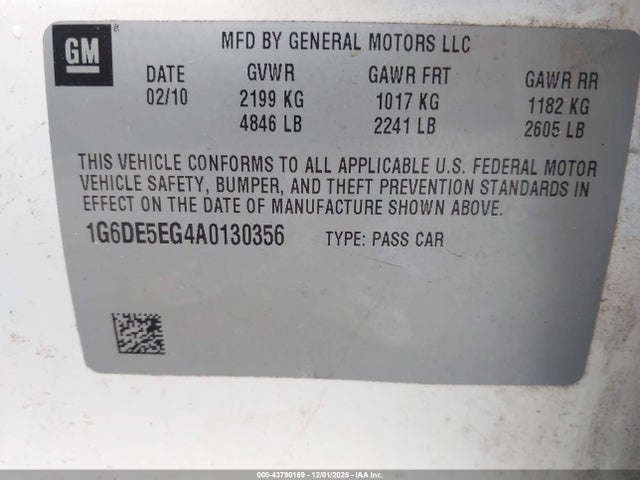 GM
MFD BY GENERAL MOTORS LLC
DATE GVWR GAWR FRT GAWR RR
02/10 2199 KG 1017 KG 1182 KG
4846 LB 2241 LB 2605 LB
THIS VEHICLE CONFORMS TO ALL APPLICABLE U.S. FEDERAL MOTOR
VEHICLE SAFETY, BUMPER, AND THEFT PREVENTION STANDARDS IN
EFFECT ON THE DATE OF MANUFACTURE SHOWN ABOVE.
1G6DE5EG4A0130356 TYPE: PASS CAR
000-43790169 • 12/01/2025 • IAAI, Inc.